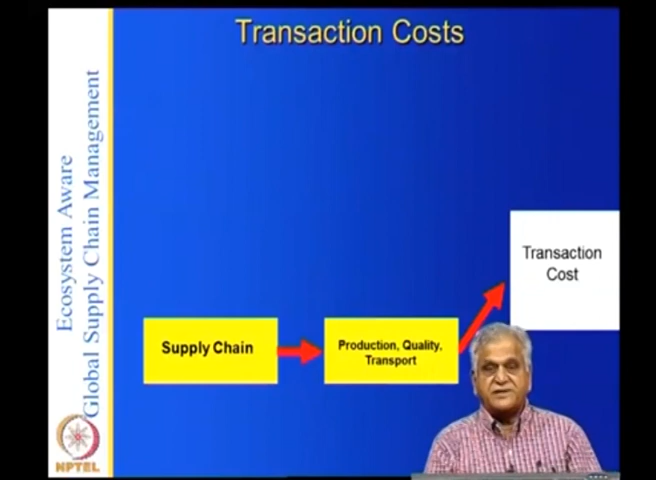 Transaction Costs
Ecosystem Aware
Global Supply Chain Management
Transaction
Cost
Supply Chain
Production, Quality,
Transport
NPTEL